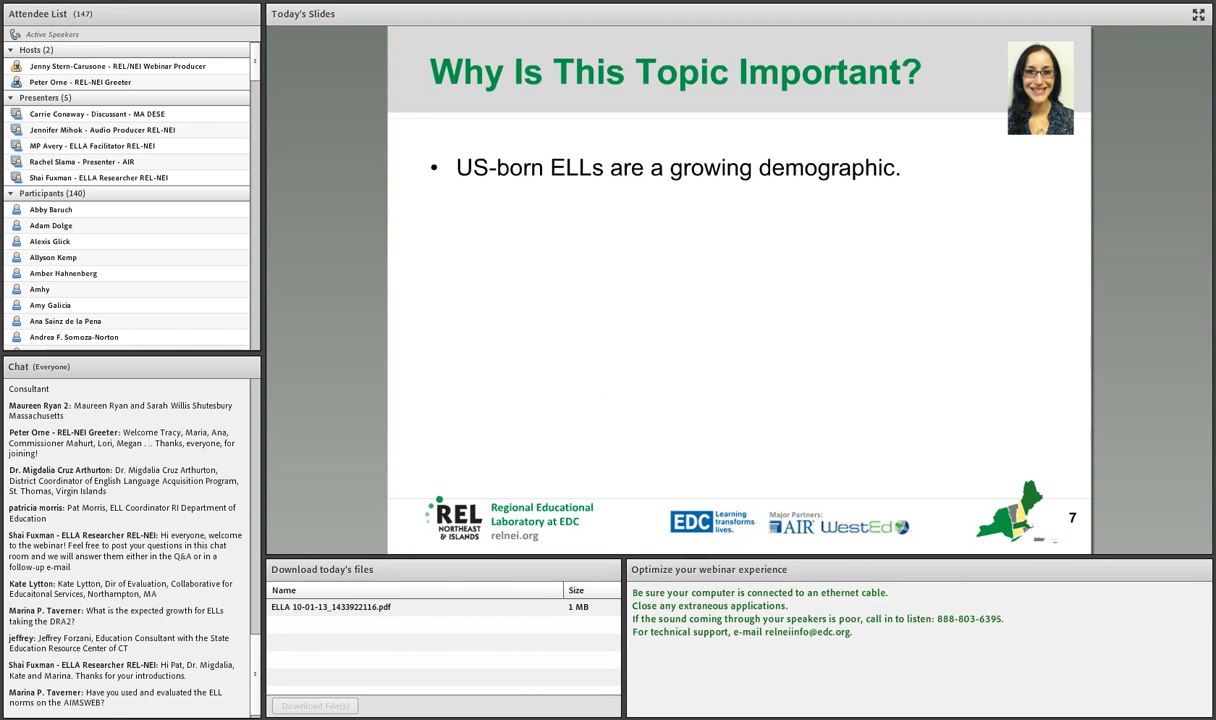 Attendee List (147)
Active Speakers
Hosts (2)
Jenny Stern-Carusone - REL/NEI Webinar Producer
Peter Orne - REL-NEI Greeter
Presenters (5)
Carrie Conaway - Discussant - MA DESE
Jennifer Mihok - Audio Producer REL-NEI
MP Avery - ELLA Facilitator REL-NEI
Rachel Slama - Presenter - AIR
Shai Fuxman - ELLA Researcher REL-NEI
Participants (140)
Abby Baruch
Adam Dolge
Alexis Glick
Allyson Kemp
Amber Hahnenberg
Amhy
Amy Galicia
Ana Sainz de la Pena
Andrea F. Somoza-Norton
Chat (Everyone)
Consultant
Maureen Ryan 2: Maureen Ryan and Sarah Willis Shutesbury
Massachusetts
Peter Orne - REL-NEI Greeter: Welcome Tracy, Maria, Ana,
Commissioner Mahurt, Lori, Megan . .. Thanks, everyone, for
joining!
Dr. Migdalia Cruz Arthurton: Dr. Migdalia Cruz Arthurton,
District Coordinator of English Language Acquisition Program,
St. Thomas, Virgin Islands
patricia morris: Pat Morris, ELL Coordinator RI Department of
Education
Shai Fuxman - ELLA Researcher REL-NEI: Hi everyone, welcome
to the webinar! Feel free to post your questions in this chat
room and we will answer them either in the Q&A or in a
follow-up e-mail
Kate Lytton: Kate Lytton, Dir of Evaluation, Collaborative for
Educaitonal Services, Northampton, MA
Marina P. Taverner: What is the expected growth for ELLs
taking the DRA2?
jeffrey: Jeffrey Forzani, Education Consultant with the State
Education Resource Center of CT
Shai Fuxman - ELLA Researcher REL-NEI: Hi Pat, Dr. Migdalia,
Kate and Marina. Thanks for your introductions.
Marina P. Taverner: Have you used and evaluated the ELL
norms on the AIMSWEB?
Today's Slides
Why Is This Topic Important?
• US-born ELLs are a growing demographic.
REL
NORTHEAST
& ISLANDS
Regional Educational
Laboratory at EDC
relnei.org
EDC Learning
transforms
lives.
Major Partners:
AIR WestEd
7
Download today's files
Name Size
ELLA 10-01-13_1433922116.pdf 1 MB
Download File(s)
Optimize your webinar experience
Be sure your computer is connected to an ethernet cable.
Close any extraneous applications.
If the sound coming through your speakers is poor, call in to listen: 888-803-6395.
For technical support, e-mail relneiinfo@edc.org.